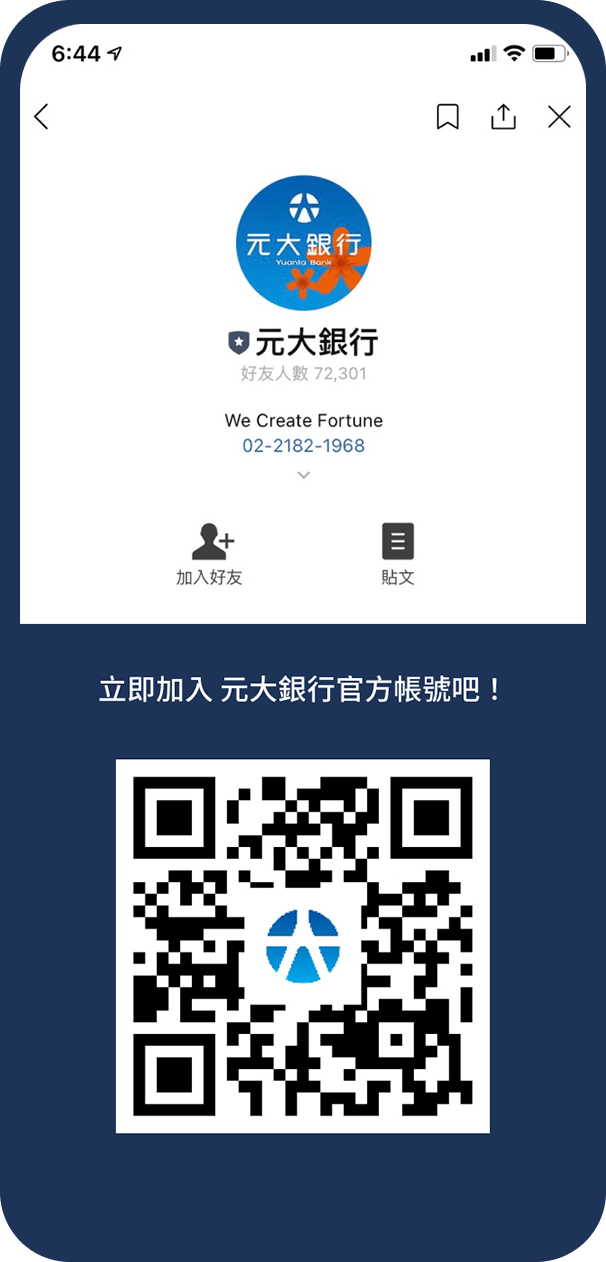 6:44
元大銀行
Yuanta Bank
元大銀行
好友人數 72,301
We Create Fortune
02-2182-1968
加入好友
貼文
立即加入 元大銀行官方帳號吧！